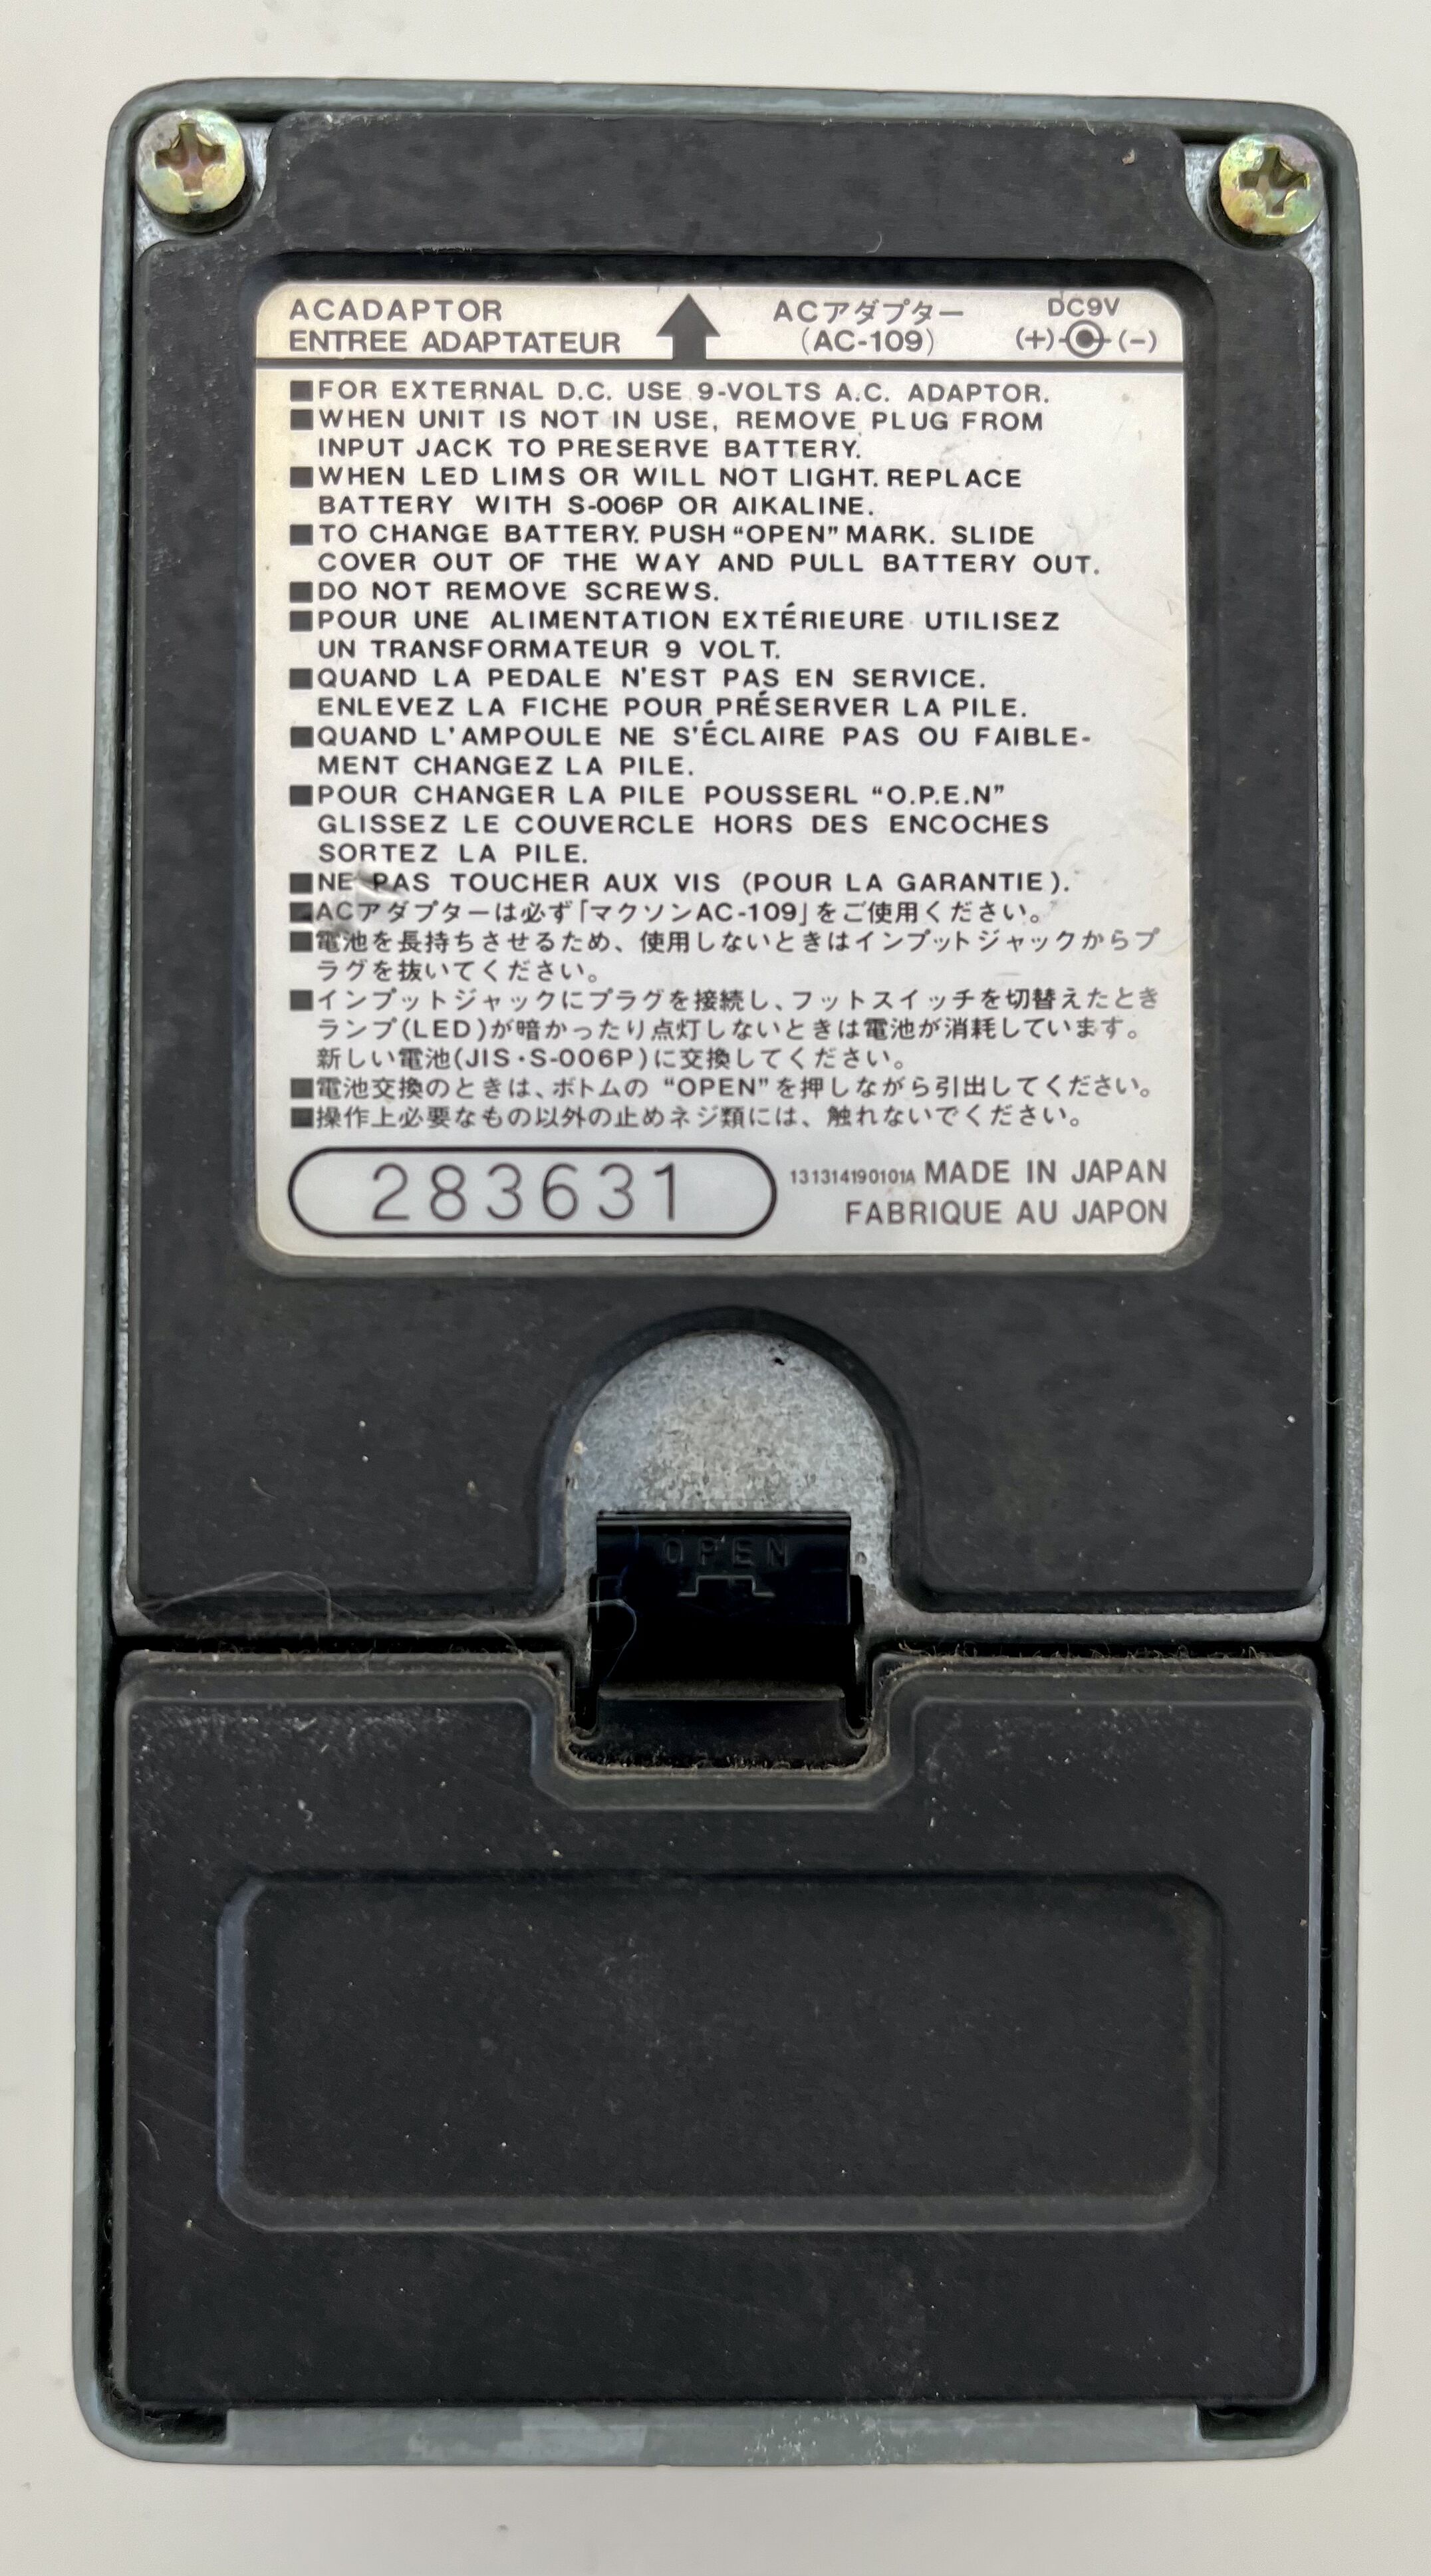 ACADAPTOR
ENTREE ADAPTATEUR
ACアダプター
(AC-109)
DC9V
(+) (-)
■FOR EXTERNAL D.C. USE 9-VOLTS A.C. ADAPTOR.
■WHEN UNIT IS NOT IN USE, REMOVE PLUG FROM
INPUT JACK TO PRESERVE BATTERY.
■WHEN LED LIMS OR WILL NOT LIGHT. REPLACE
BATTERY WITH S-006P OR AIKALINE.
■TO CHANGE BATTERY. PUSH "OPEN" MARK. SLIDE
COVER OUT OF THE WAY AND PULL BATTERY OUT.
■DO NOT REMOVE SCREWS.
■POUR UNE ALIMENTATION EXTÉRIEURE UTILISEZ
UN TRANSFORMATEUR 9 VOLT.
■QUAND LA PEDALE N'EST PAS EN SERVICE.
ENLEVEZ LA FICHE POUR PRÉSERVER LA PILE.
■QUAND L'AMPOULE NE S'ÉCLAIRE PAS OU FAIBLE-
MENT CHANGEZ LA PILE.
■POUR CHANGER LA PILE POUSSERL "O.P.E.N"
GLISSEZ LE COUVERCLE HORS DES ENCOCHES
SORTEZ LA PILE.
■NE PAS TOUCHER AUX VIS (POUR LA GARANTIE).
■ACアダプターは必ず「マクソンAC-109」をご使用ください。
■電池を長持ちさせるため、使用しないときはインプットジャックからプ
ラグを抜いてください。
■インプットジャックにプラグを接続し、フットスイッチを切替えたとき
ランプ(LED)が暗かったり点灯しないときは電池が消耗しています。
新しい電池(JIS・S-006P)に交換してください。
■電池交換のときは、ボトムの "OPEN" を押しながら引出してください。
■操作上必要なもの以外の止めネジ類には、触れないでください。
283631
131314190101A MADE IN JAPAN
FABRIQUE AU JAPON
OPEN